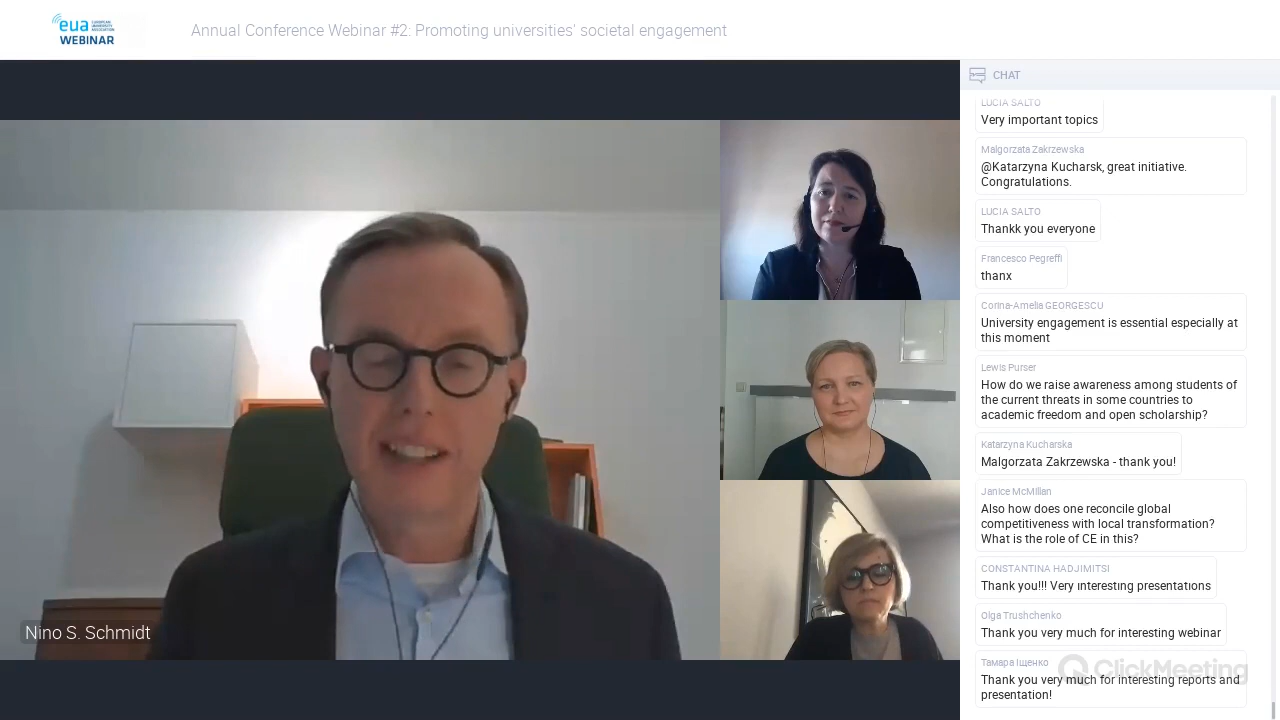 eua EUROPEAN UNIVERSITY ASSOCIATION
WEBINAR
Annual Conference Webinar #2: Promoting universities' societal engagement
CHAT
LUCIA SALTO
Very important topics
Malgorzata Zakrzewska
@Katarzyna Kucharsk, great initiative.
Congratulations.
LUCIA SALTO
Thankk you everyone
Francesco Pegreffi
thanx
Corina-Amelia GEORGESCU
University engagement is essential especially at
this moment
Lewis Purser
How do we raise awareness among students of
the current threats in some countries to
academic freedom and open scholarship?
Katarzyna Kucharska
Malgorzata Zakrzewska - thank you!
Janice McMillan
Also how does one reconcile global
competiiveness with local transformation?
What is the role of CE in this?
CONSTANTINA HADJIMITSI
Thank you!!! Very ınteresting presentatıons
Olga Trushchenko
Thank you very much for interesting webinar
Тамара Іщенко
Thank you very much for interesting reports and
presentation!
ClickMeeting
Nino S. Schmidt